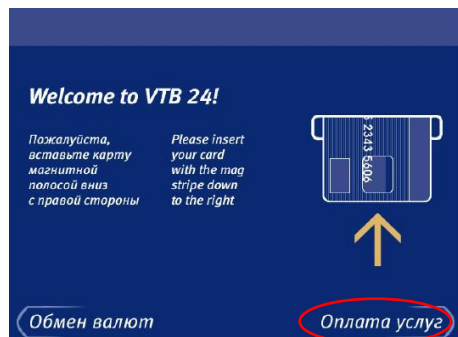 Welcome to VTB 24!
Пожалуйста,
вставьте карту
магнитной
полосой вниз
с правой стороны
Please insert
your card
with the mag
stripe down
to the right
6 2343 5606
Обмен валют
Оплата услуг